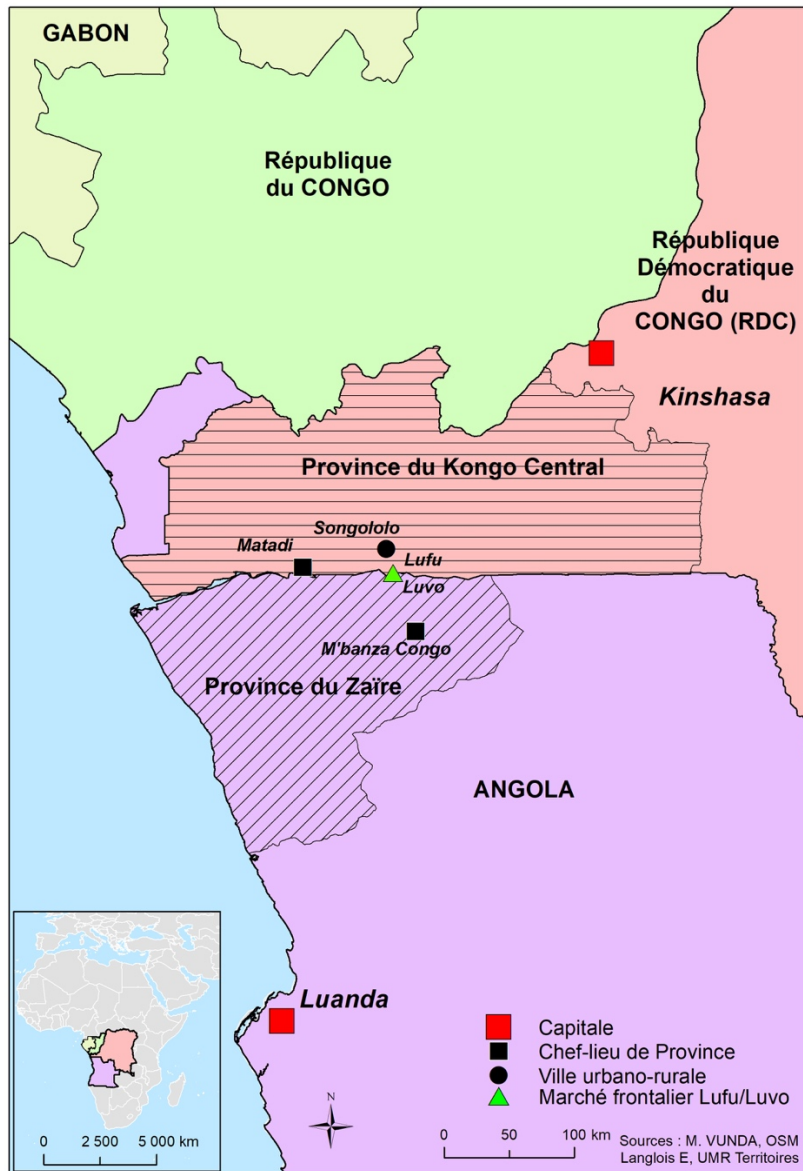 GABON
République
du CONGO
République
Démocratique
du
CONGO (RDC)
Kinshasa
Province du Kongo Central
Songololo
Matadi
Lufu
Luvo
M'banza Congo
Province du Zaïre
ANGOLA
Luanda
Capitale
Chef-lieu de Province
Ville urbano-rurale
Marché frontalier Lufu/Luvo
N
0 2 500 5 000 km
0 50 100 km
Sources : M. VUNDA, OSM
Langlois E, UMR Territoires